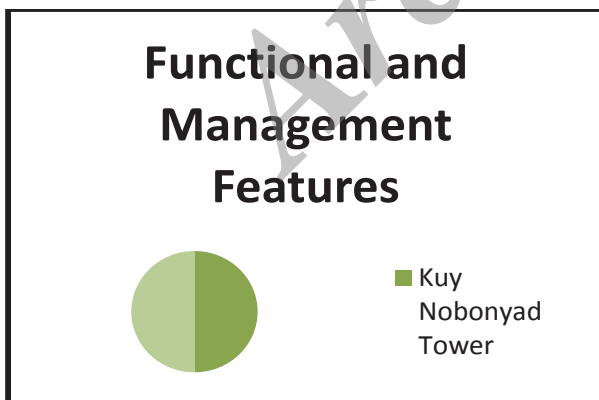 Functional and
Management
Features
Kuy
Nobonyad
Tower